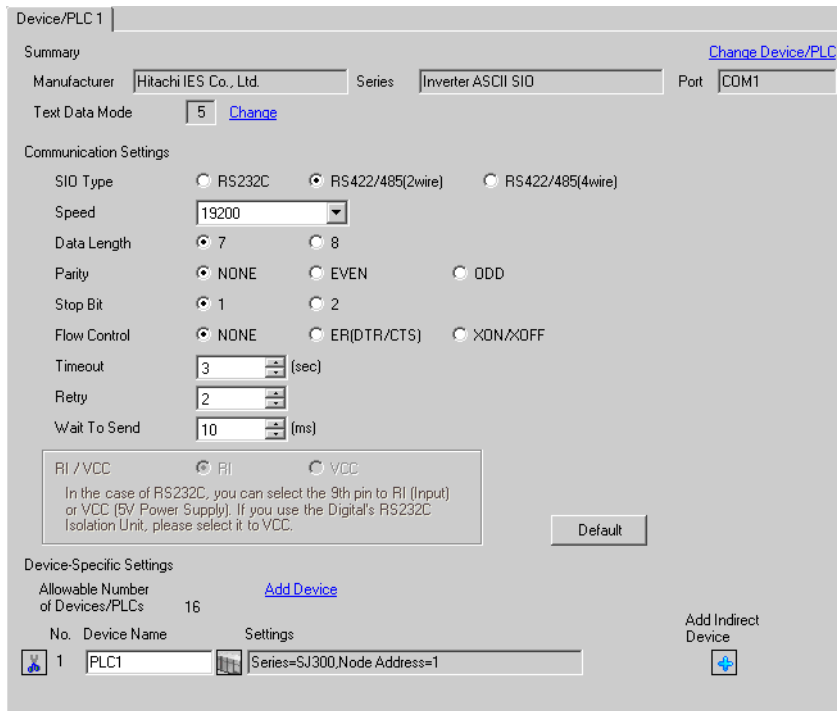 Device/PLC 1
Summary
Change Device/PLC
Manufacturer Hitachi IES Co., Ltd. Series Inverter ASCII SIO Port COM1
Text Data Mode 5 Change
Communication Settings
SIO Type RS232C RS422/485(2wire) RS422/485(4wire)
Speed 19200
Data Length 7 8
Parity NONE EVEN ODD
Stop Bit 1 2
Flow Control NONE ER(DTR/CTS) XON/XOFF
Timeout 3 (sec)
Retry 2
Wait To Send 10 (ms)
RI / VCC RI VCC
In the case of RS232C, you can select the 9th pin to RI (Input)
or VCC (5V Power Supply). If you use the Digital's RS232C
Isolation Unit, please select it to VCC.
Default
Device-Specific Settings
Allowable Number
of Devices/PLCs 16
Add Device
No. Device Name Settings
Add Indirect
Device
1 PLC1 Series=SJ300,Node Address=1